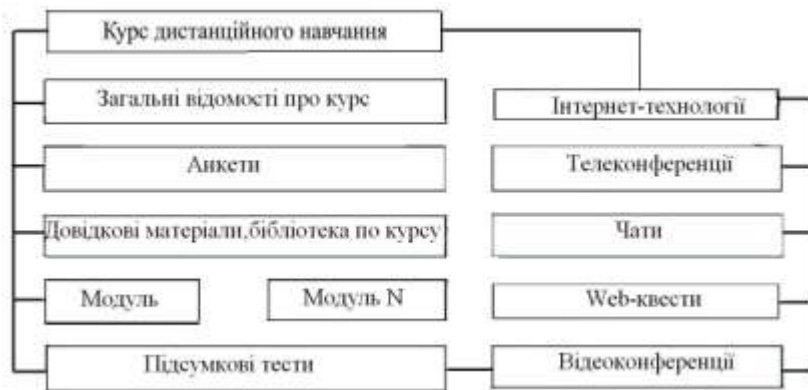 Курс дистанційного навчання
Загальні відомості про курс
Інтернет-технології
Анкети
Телеконференції
Довідкові матеріали,бібліотека по курсу
Чати
Модуль
Модуль N
Web-квести
Підсумкові тести
Відеоконференції